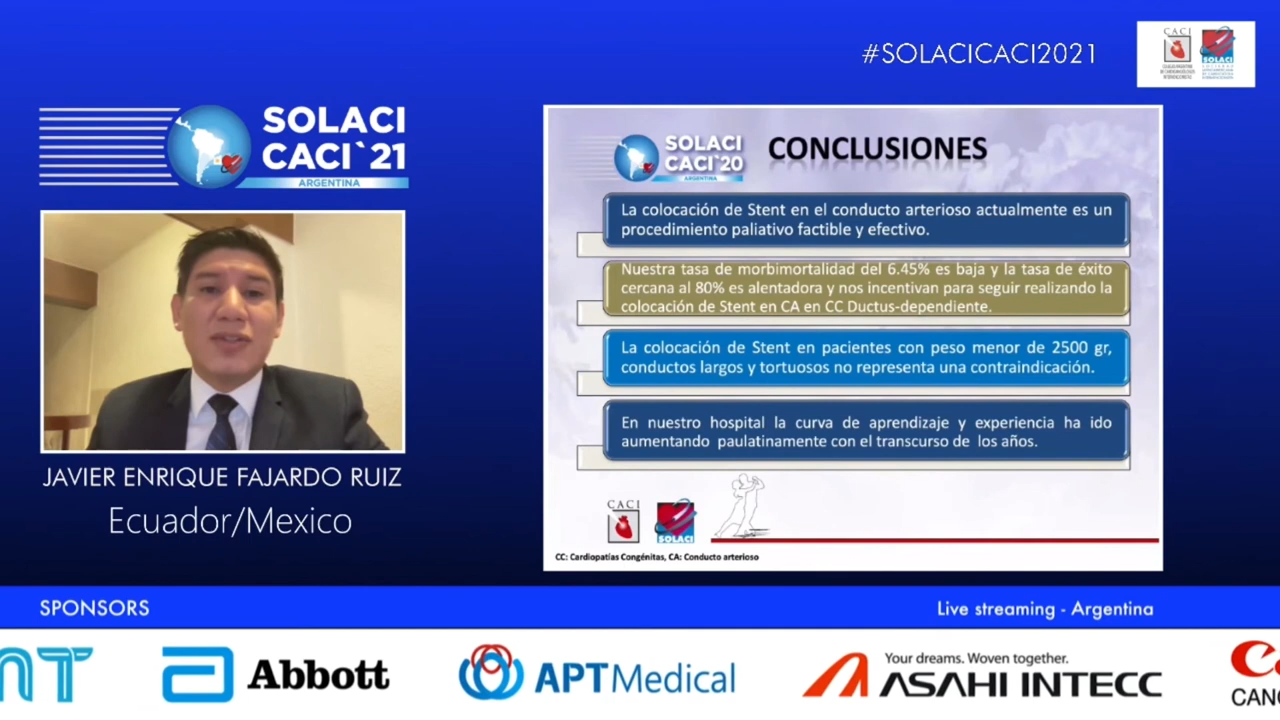 #SOLACICACI2021
CACI
SOLACI
SOLACI
CACI`21
ARGENTINA
SOLACI
CACI`20
ARGENTINA
CONCLUSIONES
La colocación de Stent en el conducto arterioso actualmente es un
procedimiento paliativo factible y efectivo.
Nuestra tasa de morbimortalidad del 6.45% es baja y la tasa de éxito
cercana al 80% es alentadora y nos incentivan para seguir realizando la
colocación de Stent en CA en CC Ductus-dependiente.
La colocación de Stent en pacientes con peso menor de 2500 gr,
conductos largos y tortuosos no representa una contraindicación.
En nuestro hospital la curva de aprendizaje y experiencia ha ido
aumentando paulatinamente con el transcurso de los años.
CACI
SOLACI
CC: Cardiopatías Congénitas, CA: Conducto arterioso
JAVIER ENRIQUE FAJARDO RUIZ
Ecuador/Mexico
SPONSORS
Live streaming - Argentina
Abbott
APT Medical
Your dreams. Woven together.
ASAHI INTECC